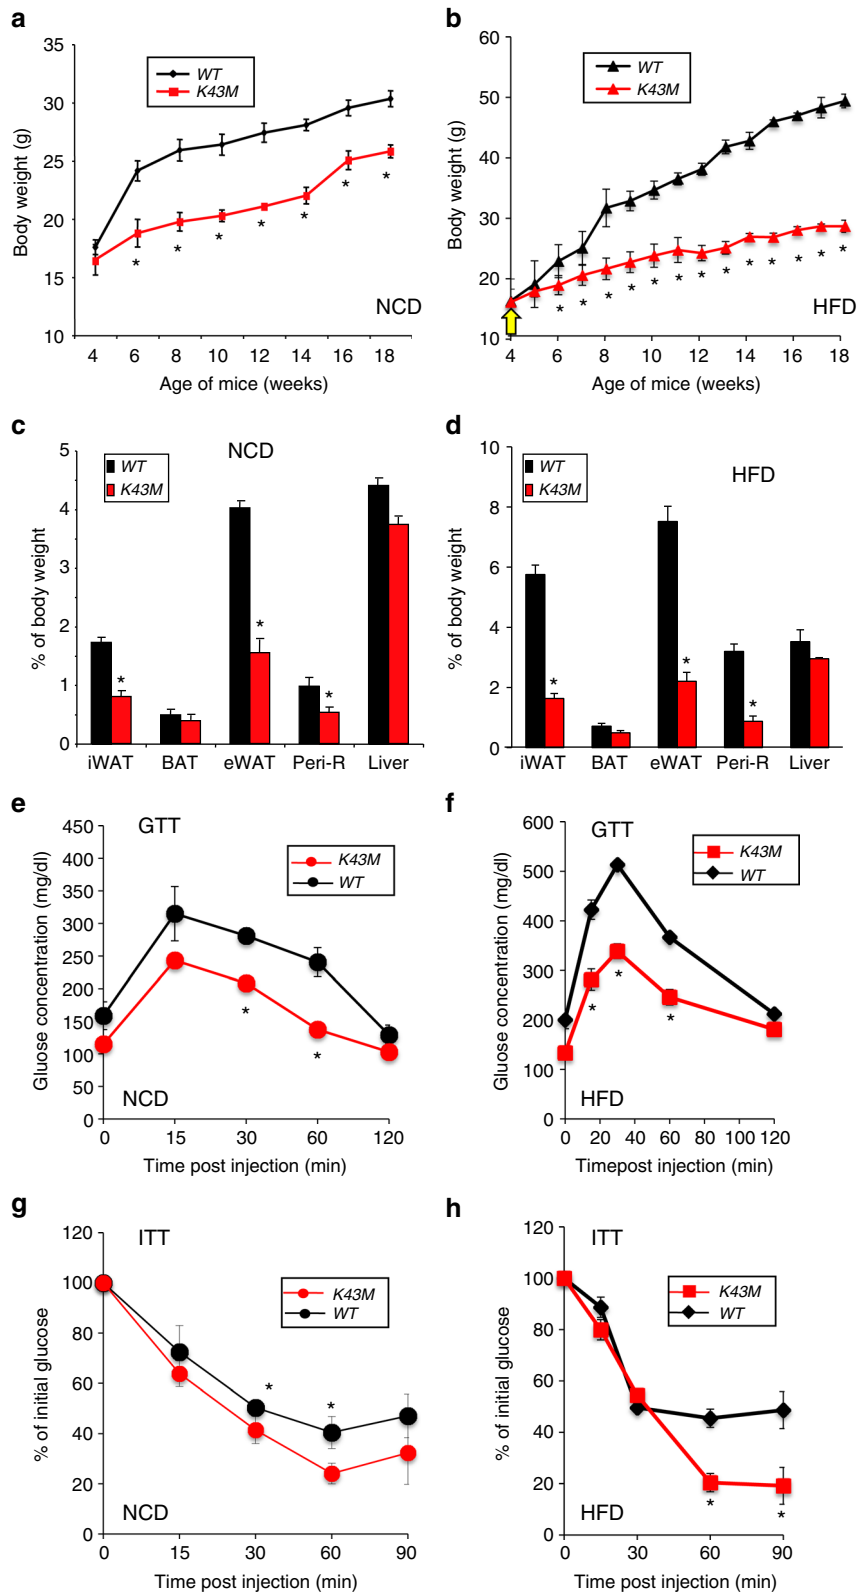 a
35
30
25
20
15
10
Body weight (g)
WT
K43M
* * * * * * *
NCD
4 6 8 10 12 14 16 18
Age of mice (weeks)
b
60
50
40
30
20
10
Body weight (g)
WT
K43M
* * * * * * * * * * * * *
HFD
4 6 8 10 12 14 16 18
Age of mice (weeks)
c
5
4
3
2
1
0
% of body weight
NCD
WT
K43M
* * *
iWAT BAT eWAT Peri-R Liver
d
10
8
6
4
2
0
% of body weight
HFD
WT
K43M
* * *
iWAT BAT eWAT Peri-R Liver
e
450
400
350
300
250
200
150
100
50
0
Gluose concentration (mg/dl)
GTT
K43M
WT
* *
NCD
0 15 30 60 120
Time post injection (min)
f
600
500
400
300
200
100
0
Glucose concentration (mg/dl)
GTT
K43M
WT
* * *
HFD
0 20 40 60 80 100 120
Timepost injection (min)
g
120
100
80
60
40
20
0
% of initial glucose
ITT
K43M
WT
* *
NCD
0 15 30 60 90
Time post injection (min)
h
120
100
80
60
40
20
0
% of initial glucose
ITT
K43M
WT
* *
HFD
0 30 60 90
Time post injection (min)